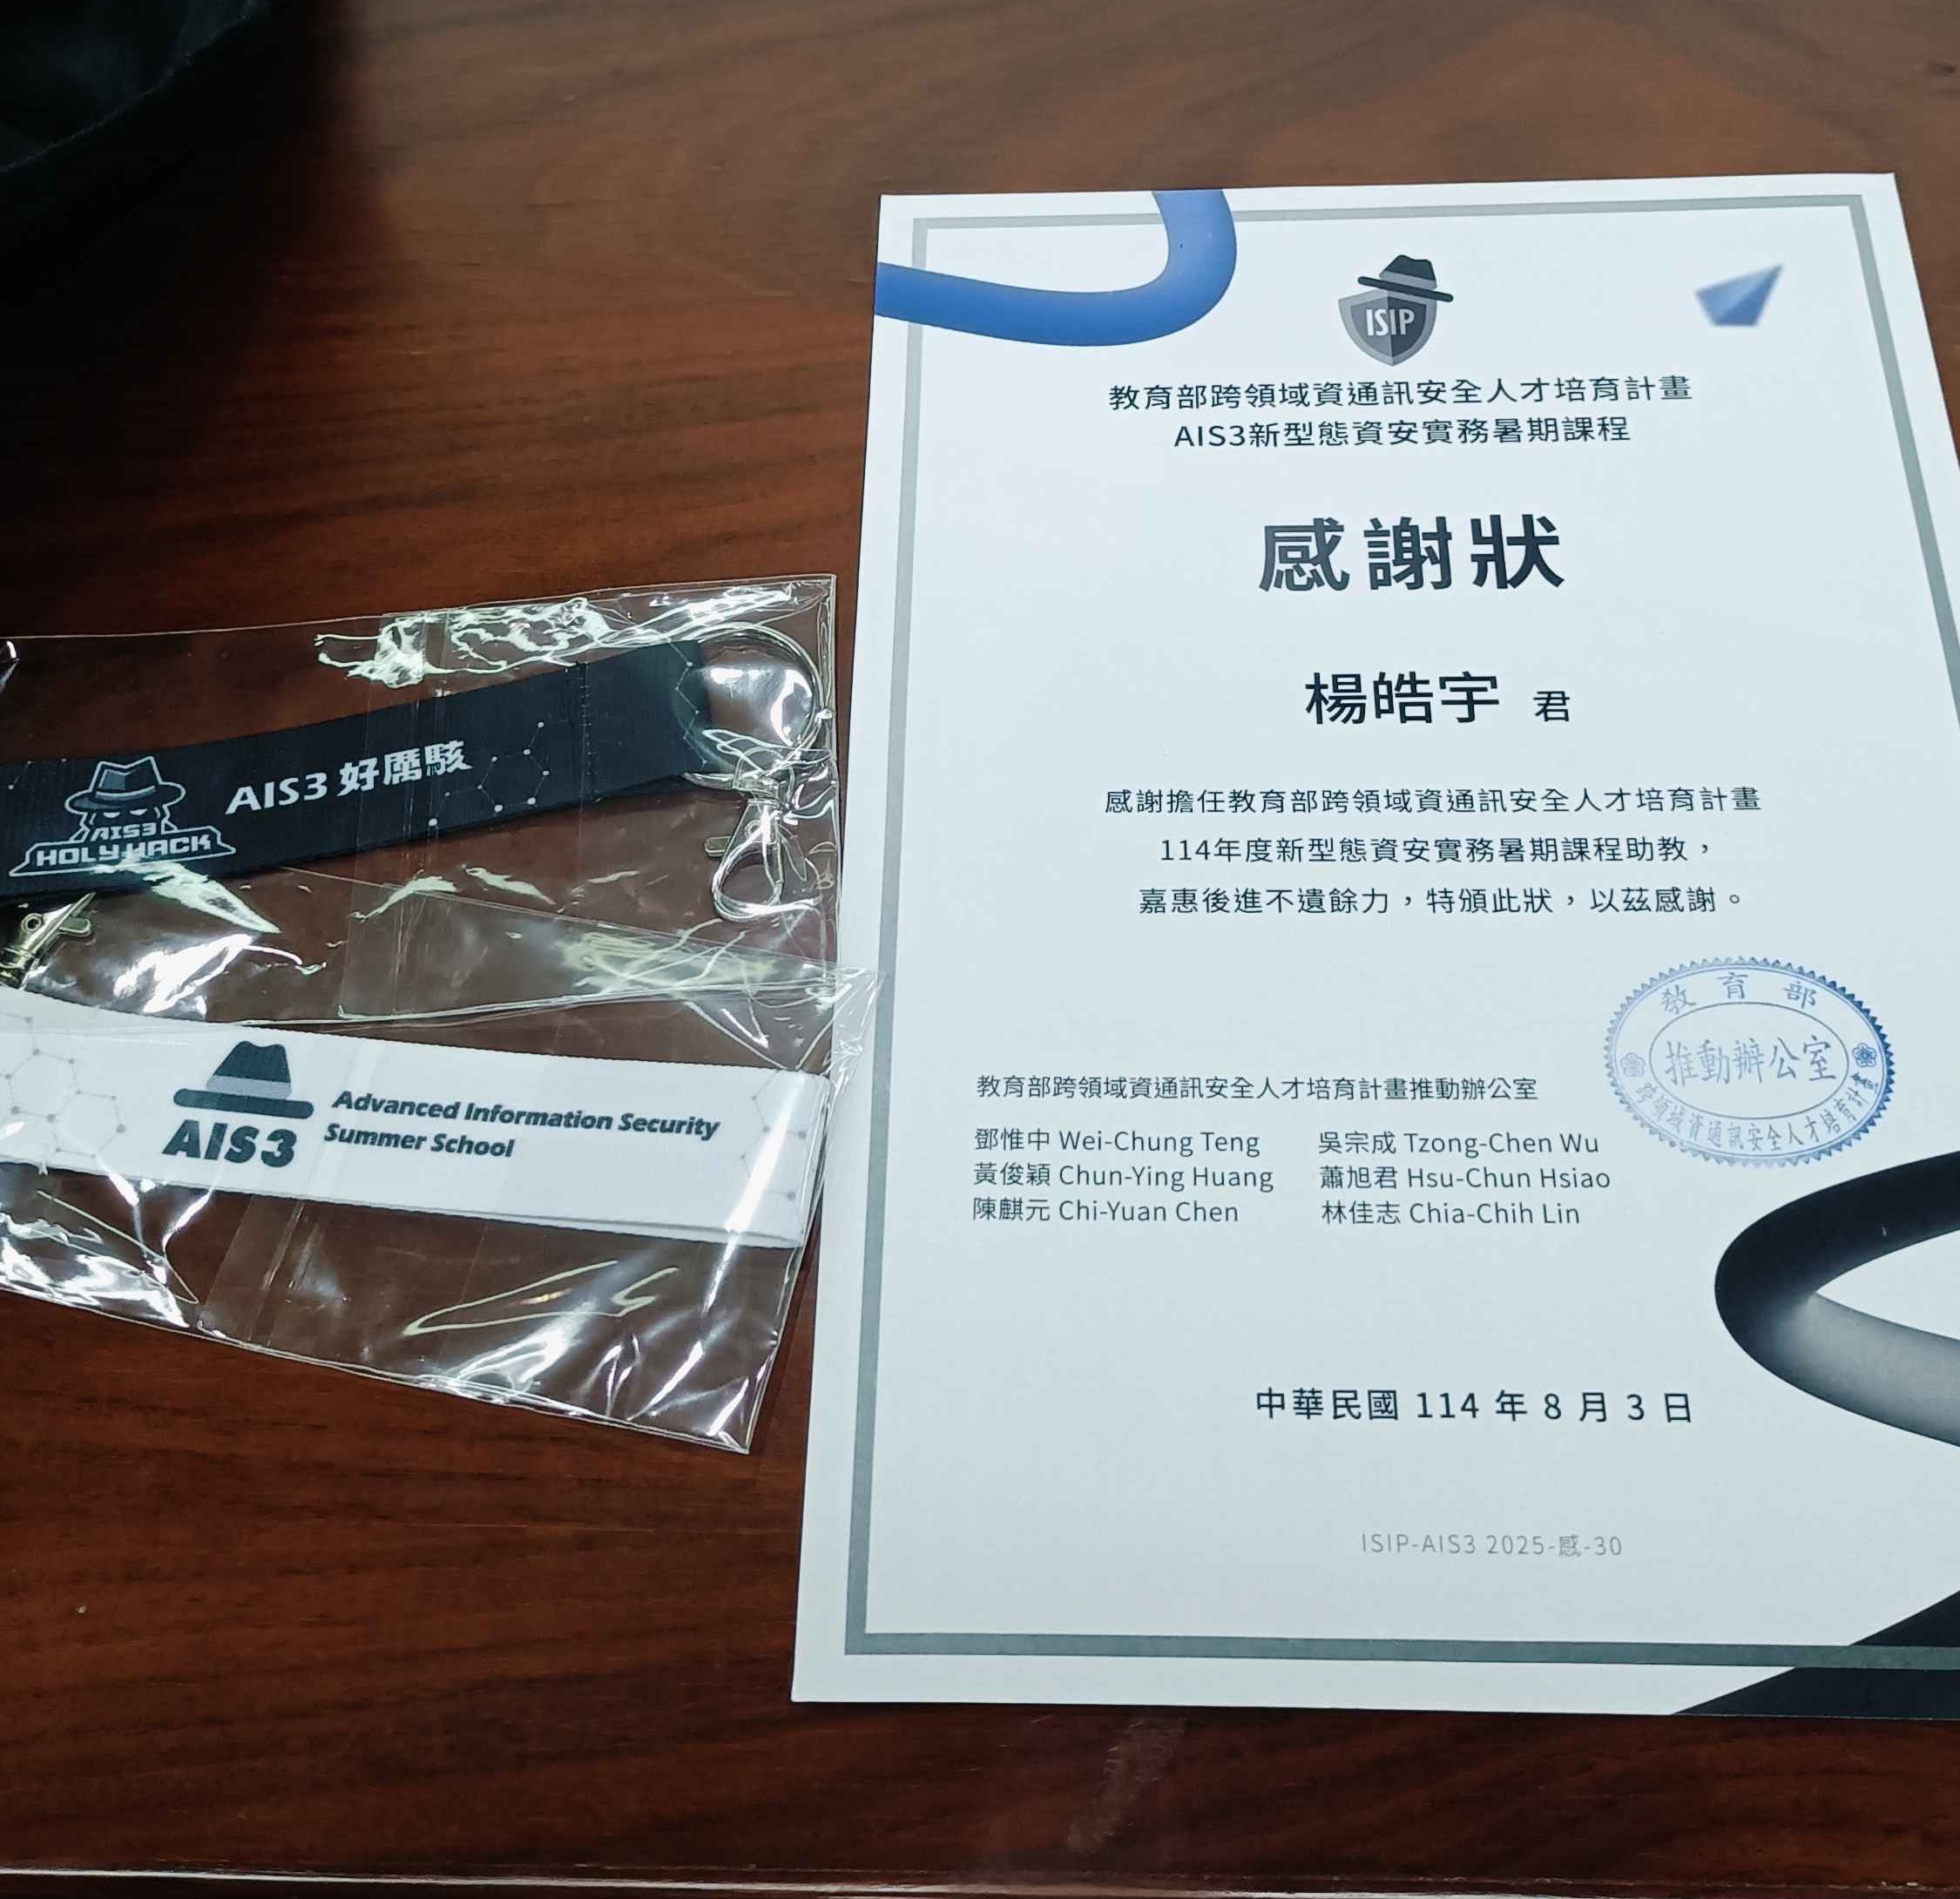 AIS3 好厲駭
AIS3
HOLY HACK
AIS3
Advanced Information Security
Summer School
ISIP
教育部跨領域資通訊安全人才培育計畫
AIS3新型態資安實務暑期課程
感謝狀
楊皓宇 君
感謝擔任教育部跨領域資通訊安全人才培育計畫
114年度新型態資安實務暑期課程助教，
嘉惠後進不遺餘力，特頒此狀，以茲感謝。
教育部
推動辦公室
跨領域資通訊安全人才培育計畫
教育部跨領域資通訊安全人才培育計畫推動辦公室
鄧惟中 Wei-Chung Teng 吳宗成 Tzong-Chen Wu
黃俊穎 Chun-Ying Huang 蕭旭君 Hsu-Chun Hsiao
陳麒元 Chi-Yuan Chen 林佳志 Chia-Chih Lin
中華民國 114 年 8 月 3 日
ISIP-AIS3 2025-感-30